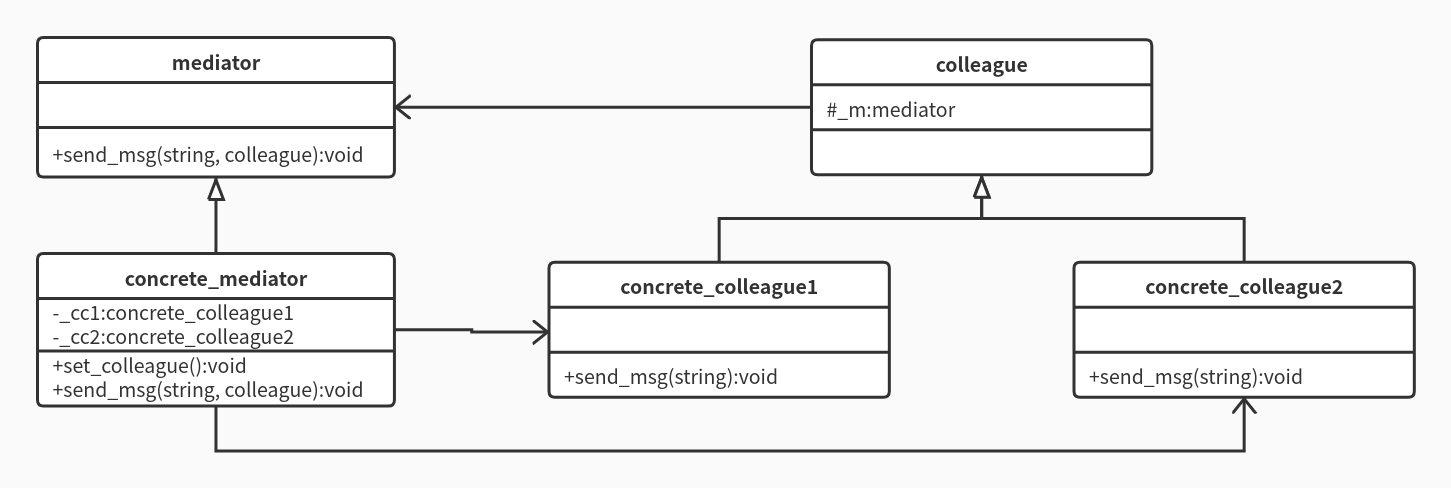 mediator
+send_msg(string, colleague):void
colleague
#_m:mediator
concrete_mediator
-_cc1:concrete_colleague1
-_cc2:concrete_colleague2
+set_colleague():void
+send_msg(string, colleague):void
concrete_colleague1
+send_msg(string):void
concrete_colleague2
+send_msg(string):void